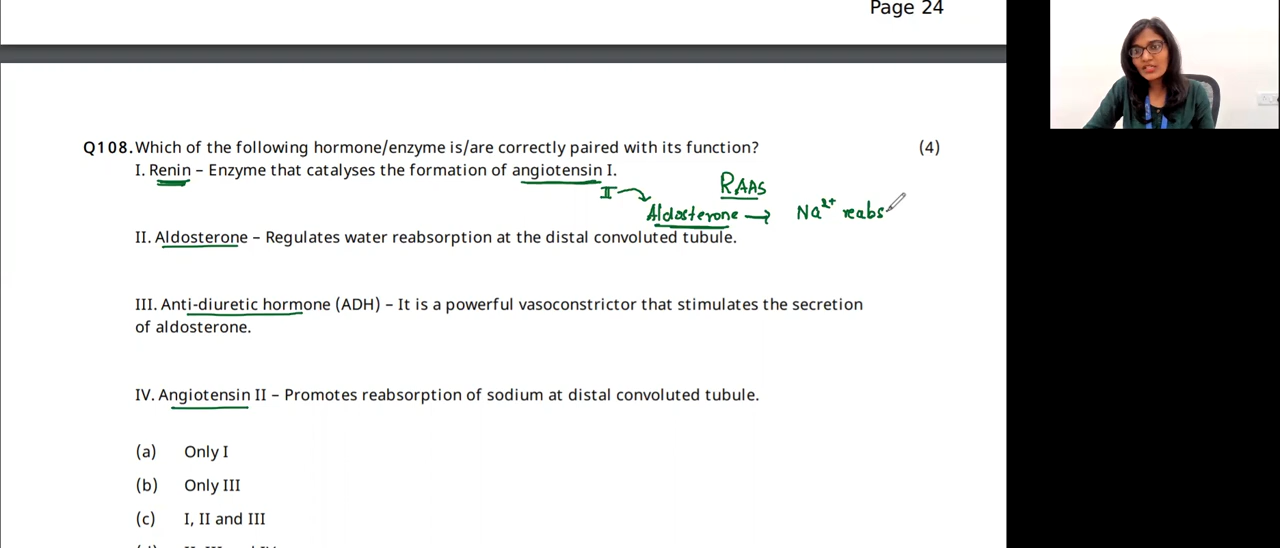 Page 24
Q108. Which of the following hormone/enzyme is/are correctly paired with its function? (4)
I. Renin – Enzyme that catalyses the formation of angiotensin I.
RAAS
II
Aldosterone → Na²⁺ reabs
II. Aldosterone – Regulates water reabsorption at the distal convoluted tubule.
III. Anti-diuretic hormone (ADH) – It is a powerful vasoconstrictor that stimulates the secretion
of aldosterone.
IV. Angiotensin II – Promotes reabsorption of sodium at distal convoluted tubule.
(a) Only I
(b) Only III
(c) I, II and III